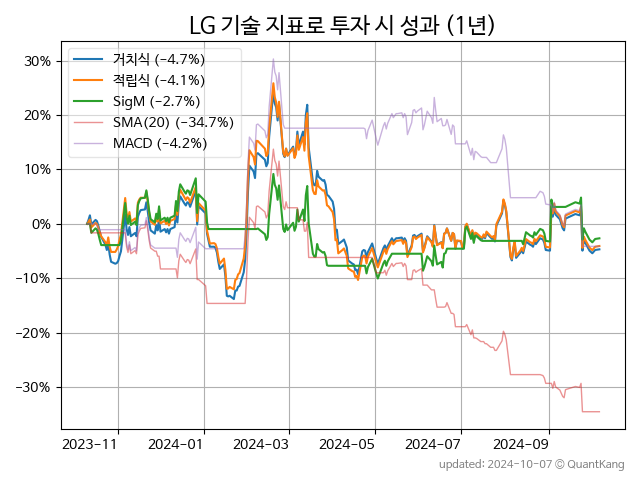 LG 기술 지표로 투자 시 성과 (1년)
거치식 (−4.7%)
적립식 (−4.1%)
SigM (−2.7%)
SMA(20) (−34.7%)
MACD (−4.2%)
30%
20%
10%
0%
−10%
−20%
−30%
2023-11
2024-01
2024-03
2024-05
2024-07
2024-09
updated: 2024-10-07 © QuantKang